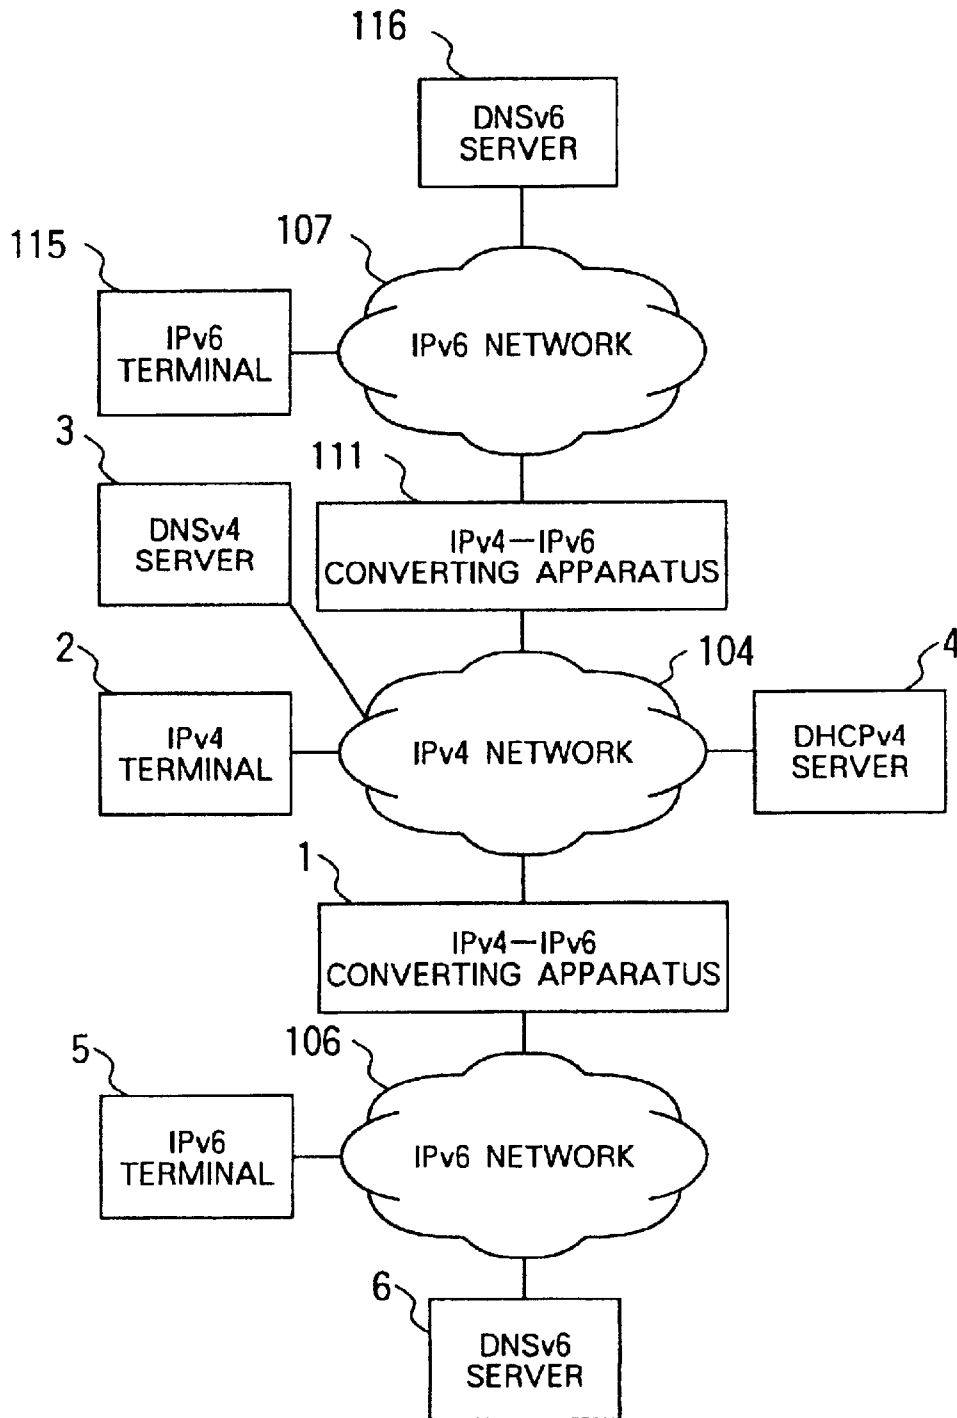 116
DNSv6
SERVER
107
115
IPv6
TERMINAL
IPv6 NETWORK
3
111
DNSv4
SERVER
IPv4—IPv6
CONVERTING APPARATUS
2
104
4
IPv4
TERMINAL
IPv4 NETWORK
DHCPv4
SERVER
1
IPv4—IPv6
CONVERTING APPARATUS
5
106
IPv6
TERMINAL
IPv6 NETWORK
6
DNSv6
SERVER